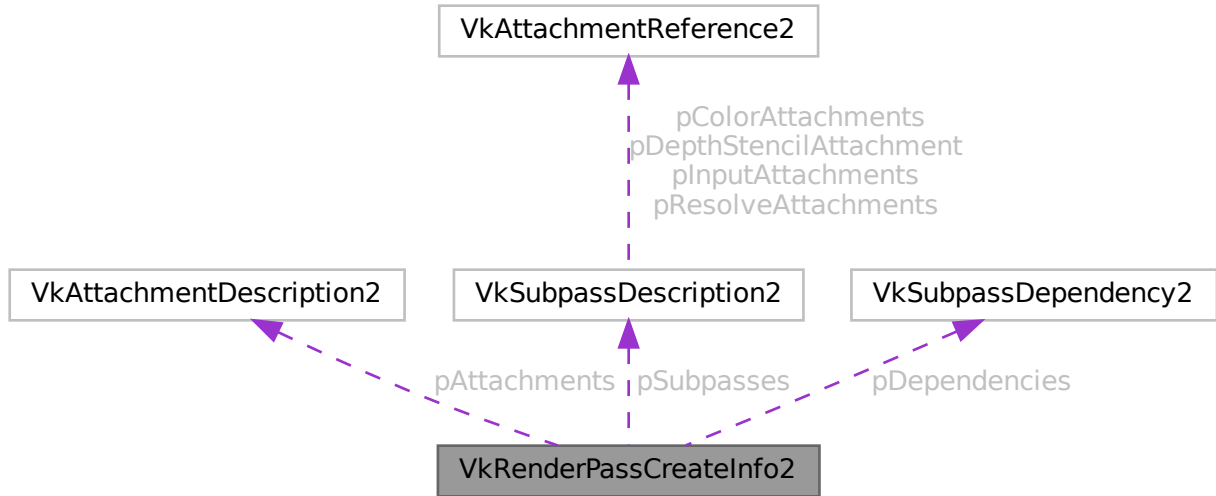 VkAttachmentReference2
pColorAttachments
pDepthStencilAttachment
pInputAttachments
pResolveAttachments
VkAttachmentDescription2
VkSubpassDescription2
VkSubpassDependency2
pAttachments
pSubpasses
pDependencies
VkRenderPassCreateInfo2